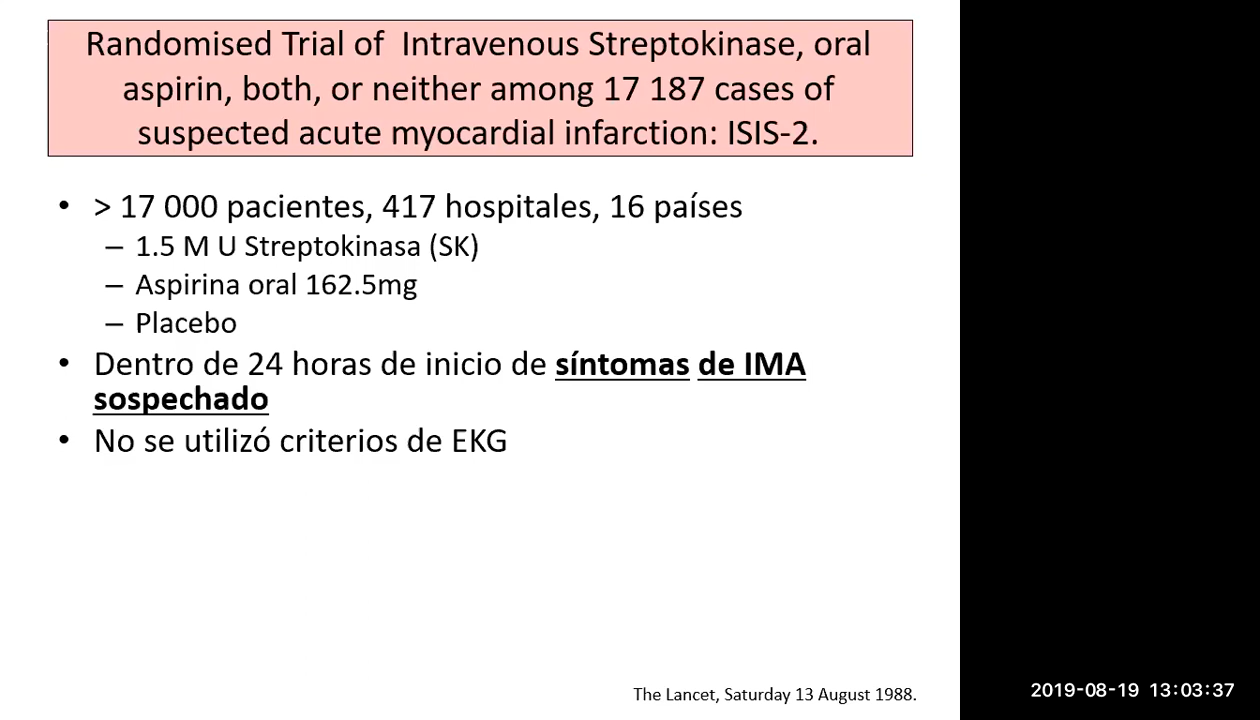 Randomised Trial of  Intravenous Streptokinase, oral
aspirin, both, or neither among 17 187 cases of
suspected acute myocardial infarction: ISIS-2.
• > 17 000 pacientes, 417 hospitales, 16 países
– 1.5 M U Streptokinasa (SK)
– Aspirina oral 162.5mg
– Placebo
• Dentro de 24 horas de inicio de síntomas de IMA
sospechado
• No se utilizó criterios de EKG
The Lancet, Saturday 13 August 1988.
2019-08-19 13:03:37